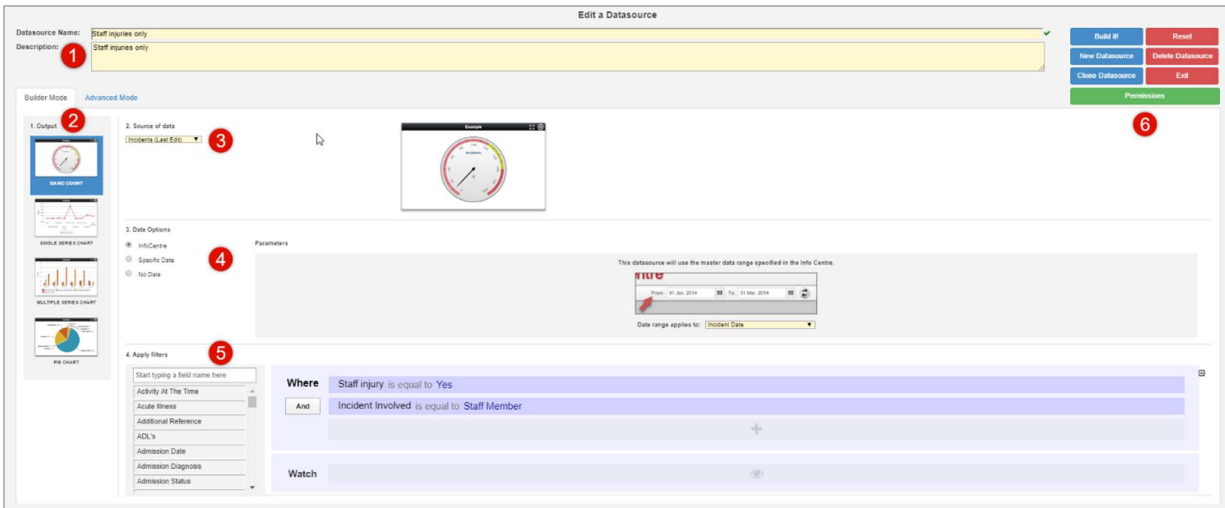 Edit a Datasource
Datasource Name: Staff injuries only
Description: Staff injuries only
1
Build it! Reset
New Datasource Delete Datasource
Clone Datasource Exit
Permissions
6
Builder Mode Advanced Mode
1. Output 2
BASIC COUNT
SINGLE SERIES CHART
MULTIPLE SERIES CHART
PIE CHART
2. Source of data
Incidents (Last Edit) 3
Example
3. Date Options
InfoCentre
Specific Date
No Date
4
Parameters
This datasource will use the master data range specified in the Info Centre.
From: 01 Jan, 2014 To: 31 Mar, 2014
Date range applies to: Incident Date
4. Apply filters 5
Start typing a field name here
Activity At The Time
Acute Illness
Additional Reference
ADL's
Admission Date
Admission Diagnosis
Admission Status
Where Staff injury is equal to Yes
And Incident Involved is equal to Staff Member
Watch